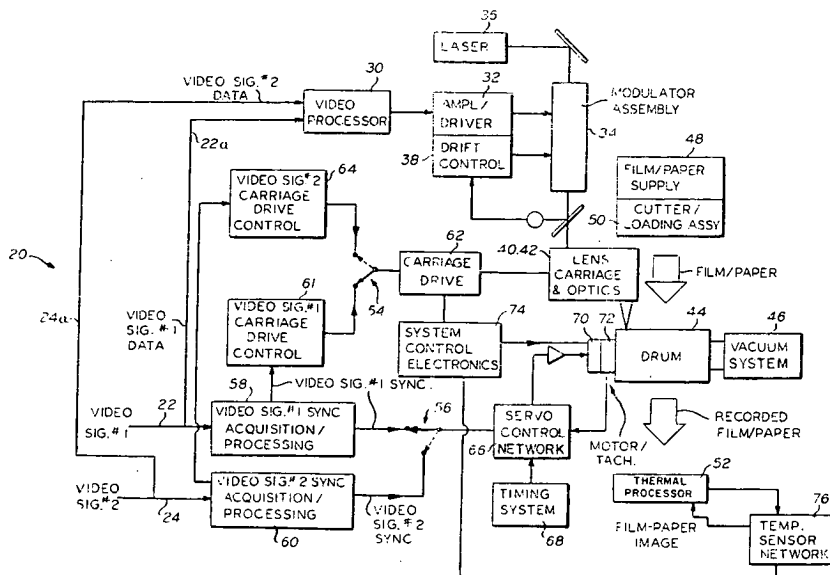 35
LASER
VIDEO SIG.#2
DATA
30
VIDEO
PROCESSOR
22a
32
AMPL/
DRIVER
DRIFT
CONTROL
38
MODULATOR
ASSEMBLY
34
48
FILM/PAPER
SUPPLY
CUTTER/
LOADING ASSY
50
FILM/PAPER
64
VIDEO SIG#2
CARRIAGE
DRIVE
CONTROL
20
24a
VIDEO
SIG.#1
DATA
61
VIDEO SIG.#1
CARRIAGE
DRIVE
CONTROL
54
62
CARRIAGE
DRIVE
40,42
LENS
CARRIAGE
& OPTICS
74
SYSTEM
CONTROL
ELECTRONICS
70
72
44
DRUM
46
VACUUM
SYSTEM
58
VIDEO SIG.#1 SYNC.
VIDEO
SIG.#1
22
VIDEO SIG.#1 SYNC
ACQUISITION/
PROCESSING
56
SERVO
CONTROL
NETWORK
66
MOTOR/
TACH.
RECORDED
FILM/PAPER
VIDEO
SIG.#2
24
VIDEO SIG.#2 SYNC
ACQUISITION/
PROCESSING
60
VIDEO
SIG.#2
SYNC
TIMING
SYSTEM
68
52
THERMAL
PROCESSOR
FILM-PAPER
IMAGE
76
TEMP.
SENSOR
NETWORK